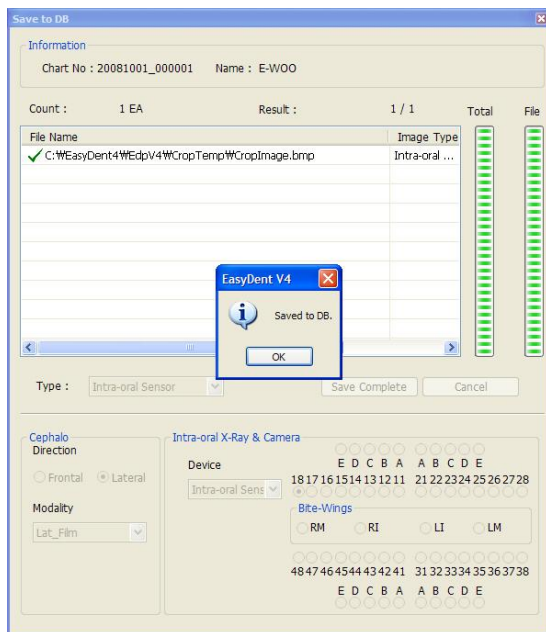 Save to DB
Information
Chart No : 20081001_000001 Name : E-WOO
Count : 1 EA Result : 1 / 1 Total File
File Name Image Type
C:₩EasyDent4₩EdpV4₩CropTemp₩CropImage.bmp Intra-oral ...
EasyDent V4
Saved to DB.
OK
Type : Intra-oral Sensor Save Complete Cancel
Cephalo
Direction
Frontal Lateral
Modality
Lat_Film
Intra-oral X-Ray & Camera
Device
Intra-oral Sens
E D C B A A B C D E
18 17 16 15 14 13 12 11 21 22 23 24 25 26 27 28
Bite-Wings
RM RI LI LM
48 47 46 45 44 43 42 41 31 32 33 34 35 36 37 38
E D C B A A B C D E